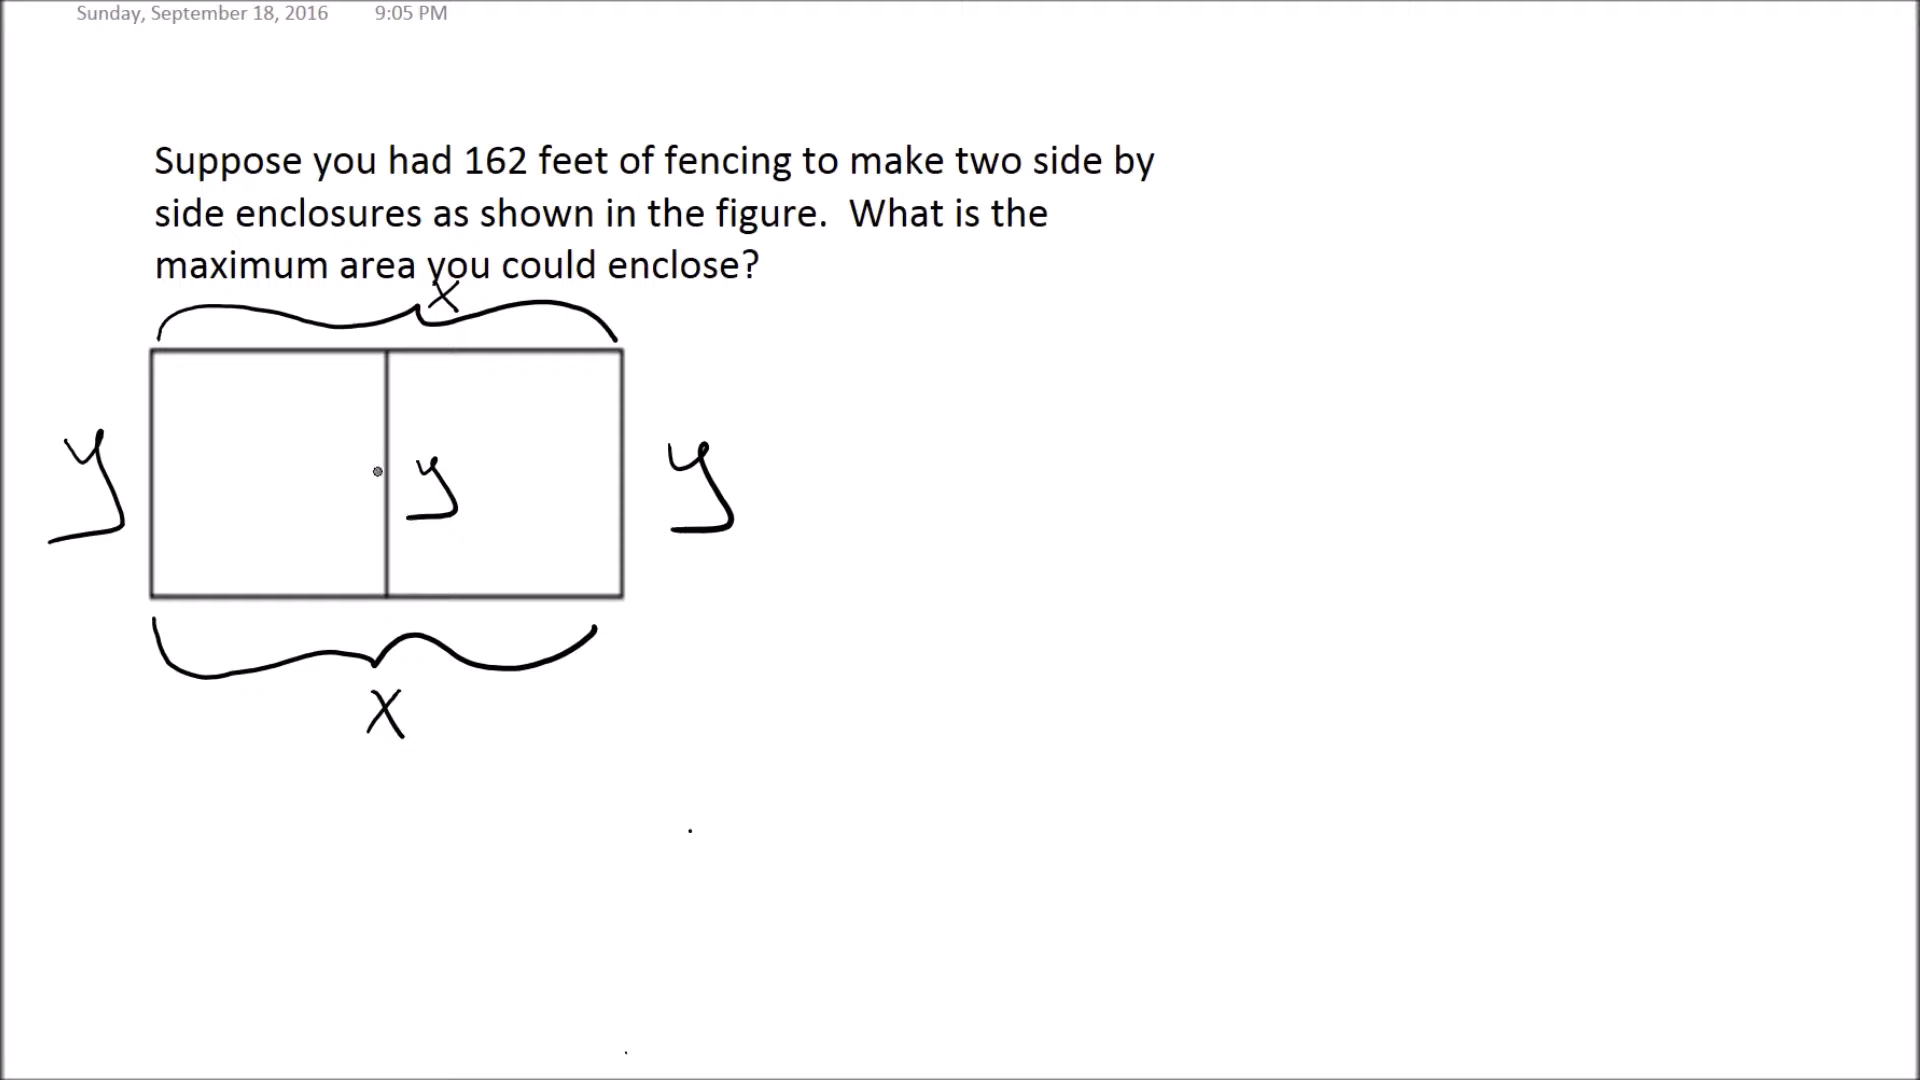 Sunday, September 18, 2016 9:05 PM
Suppose you had 162 feet of fencing to make two side by
side enclosures as shown in the figure. What is the
maximum area you could enclose?
x
y y y
x